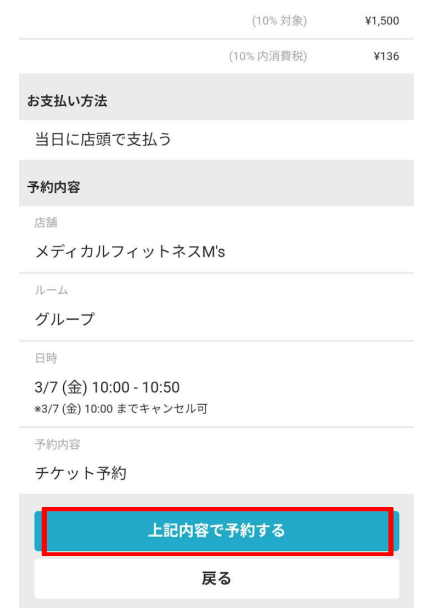 (10% 対象) ¥1,500
(10% 内消費税) ¥136
お支払い方法
当日に店頭で支払う
予約内容
店舗
メディカルフィットネスM's
ルーム
グループ
日時
3/7 (金) 10:00 - 10:50
※3/7 (金) 10:00 までキャンセル可
予約内容
チケット予約
上記内容で予約する
戻る